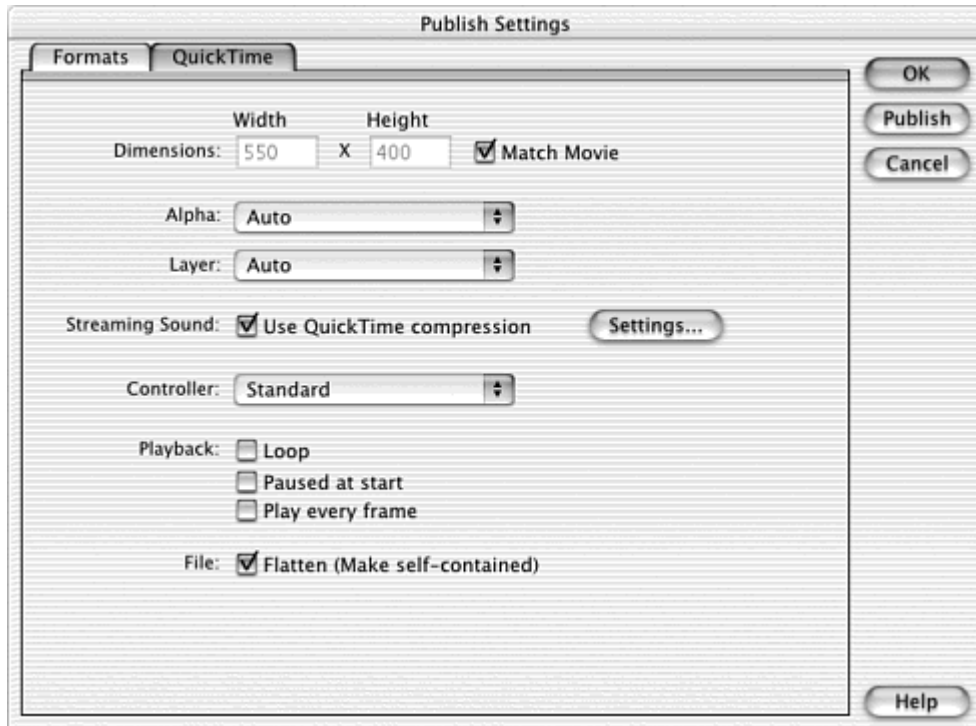 Publish Settings
Formats QuickTime
OK
Width Height
Publish
Dimensions: 550 X 400 Match Movie
Cancel
Alpha: Auto
Layer: Auto
Streaming Sound: Use QuickTime compression Settings...
Controller: Standard
Playback: Loop
Paused at start
Play every frame
File: Flatten (Make self-contained)
Help